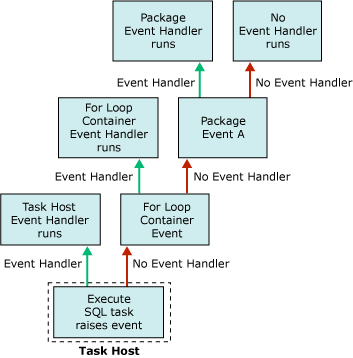 Package
Event Handler
runs
No
Event Handler
runs
Event Handler
No Event Handler
For Loop
Container
Event Handler
runs
Package
Event A
Event Handler
No Event Handler
Task Host
Event Handler
runs
For Loop
Container
Event
Event Handler
No Event Handler
Execute
SQL task
raises event
Task Host